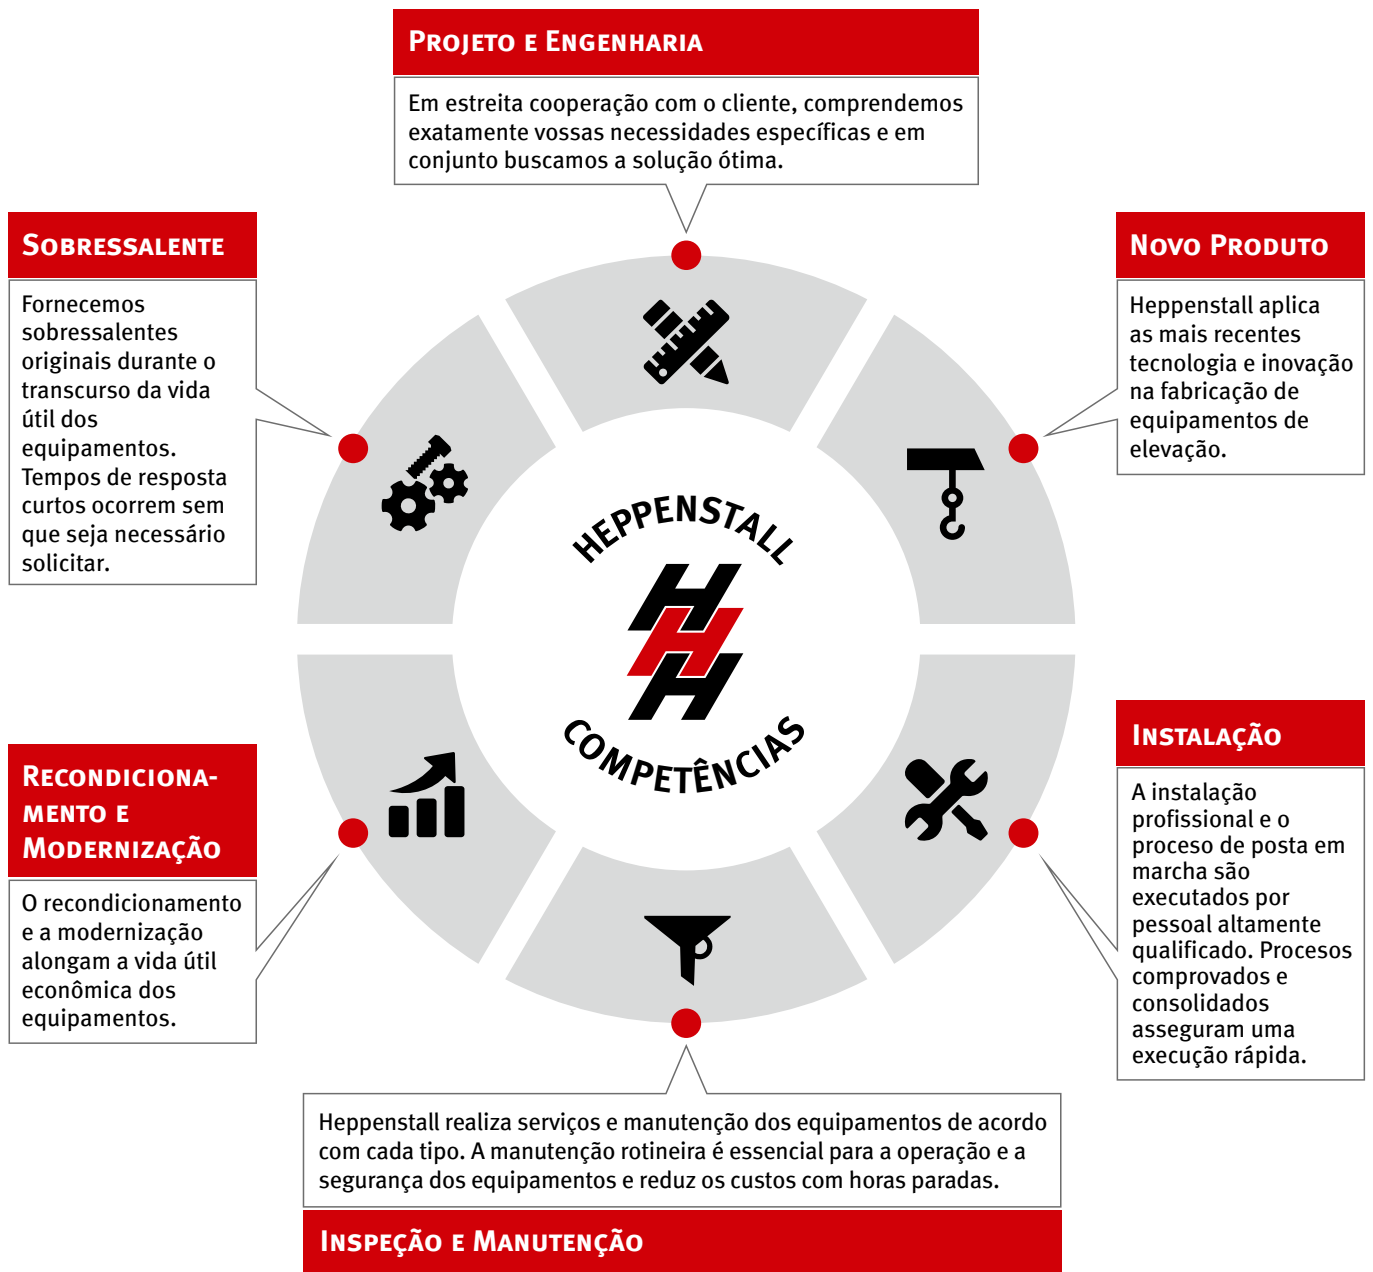 PROJETO E ENGENHARIA
Em estreita cooperação com o cliente, comprendemos
exatamente vossas necessidades específicas e em
conjunto buscamos a solução ótima.
SOBRESSALENTE
Fornecemos
sobressalentes
originais durante o
transcurso da vida
útil dos
equipamentos.
Tempos de resposta
curtos ocorrem sem
que seja necessário
solicitar.
NOVO PRODUTO
Heppenstall aplica
as mais recentes
tecnologia e inovação
na fabricação de
equipamentos de
elevação.
HEPPENSTALL
COMPETÊNCIAS
RECONDICIONA-
MENTO E
MODERNIZAÇÃO
O recondicionamento
e a modernização
alongam a vida útil
econômica dos
equipamentos.
INSTALAÇÃO
A instalação
profissional e o
proceso de posta em
marcha são
executados por
pessoal altamente
qualificado. Procesos
comprovados e
consolidados
asseguram uma
execução rápida.
Heppenstall realiza serviços e manutenção dos equipamentos de acordo
com cada tipo. A manutenção rotineira é essencial para a operação e a
segurança dos equipamentos e reduz os custos com horas paradas.
INSPEÇÃO E MANUTENÇÃO